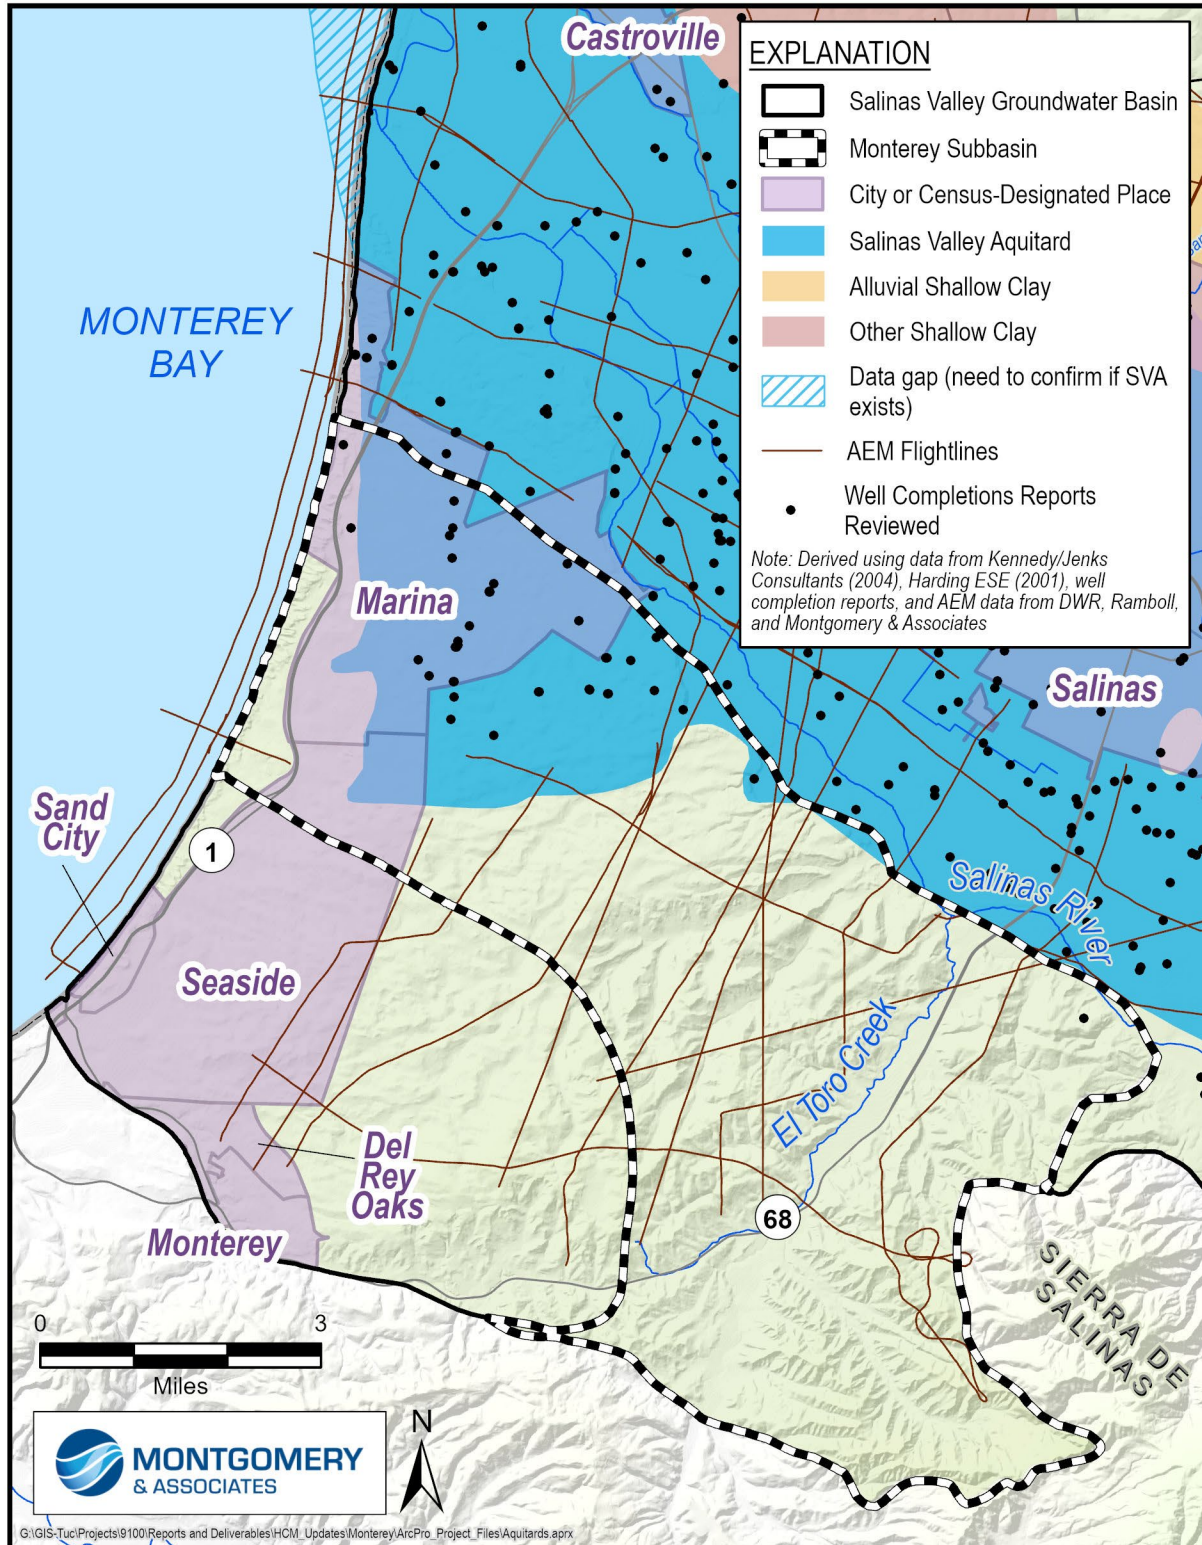 Castroville
EXPLANATION
Salinas Valley Groundwater Basin
Monterey Subbasin
City or Census-Designated Place
Salinas Valley Aquitard
Alluvial Shallow Clay
Other Shallow Clay
Data gap (need to confirm if SVA
exists)
AEM Flightlines
Well Completions Reports
Reviewed
Note: Derived using data from Kennedy/Jenks
Consultants (2004), Harding ESE (2001), well
completion reports, and AEM data from DWR, Ramboll,
and Montgomery & Associates
MONTEREY
BAY
Marina
Salinas
Sand
City
1
Salinas River
Seaside
El Toro Creek
Del
Rey
Oaks
68
Monterey
SIERRA DE
SALINAS
0 3
Miles
N
MONTGOMERY
& ASSOCIATES
G:\GIS-Tuc\Projects\9100\Reports and Deliverables\HCM_Updates\Monterey\ArcPro_Project_Files\Aquitards.aprx